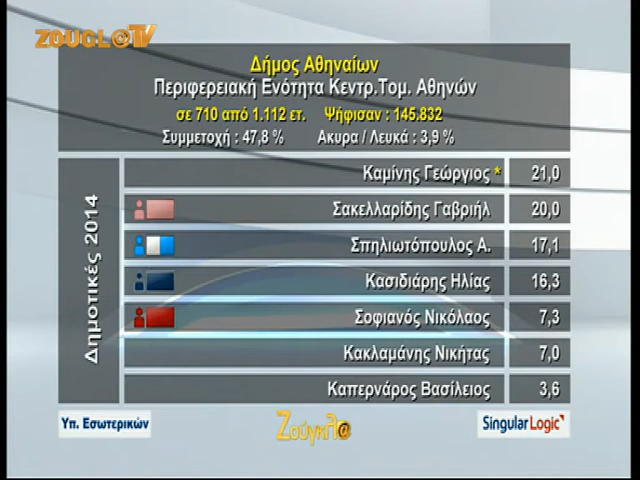 ZOUGL@TV
Δήμος Αθηναίων
Περιφερειακή Ενότητα Κεντρ.Τομ. Αθηνών
σε 710 από 1.112 ετ. Ψήφισαν : 145.832
Συμμετοχή : 47,8 % Ακυρα / Λευκά : 3,9 %
Δημοτικές 2014
Καμίνης Γεώργιος * 21,0
Σακελλαρίδης Γαβριήλ 20,0
Σπηλιωτόπουλος Α. 17,1
Κασιδιάρης Ηλίας 16,3
Σοφιανός Νικόλαος 7,3
Κακλαμάνης Νικήτας 7,0
Καπερνάρος Βασίλειος 3,6
Υπ. Εσωτερικών Ζούγκλ@ SingularLogic